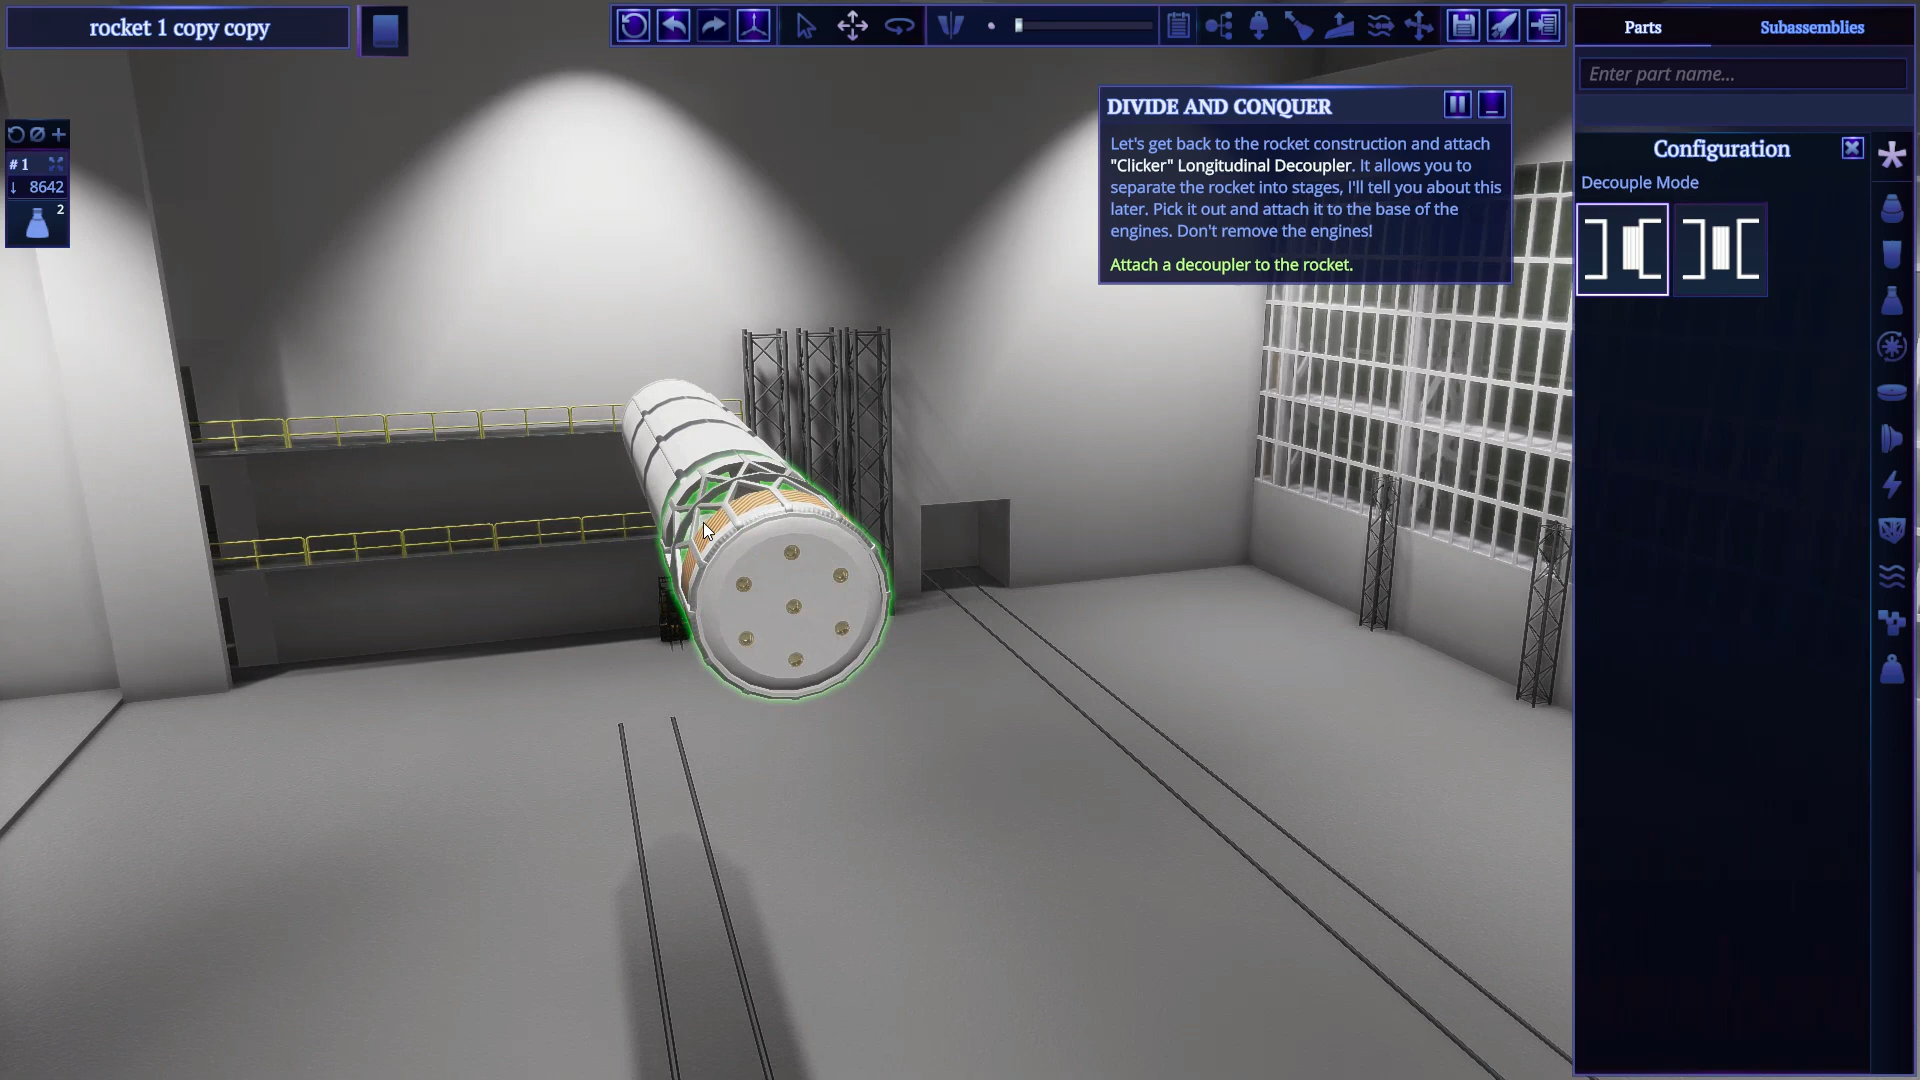 rocket 1 copy copy
Parts
Subassemblies
Enter part name...
DIVIDE AND CONQUER
Let's get back to the rocket construction and attach
"Clicker" Longitudinal Decoupler. It allows you to
separate the rocket into stages, I'll tell you about this
later. Pick it out and attach it to the base of the
engines. Don't remove the engines!
Attach a decoupler to the rocket.
Configuration
Decouple Mode
# 1
↓ 8642
2